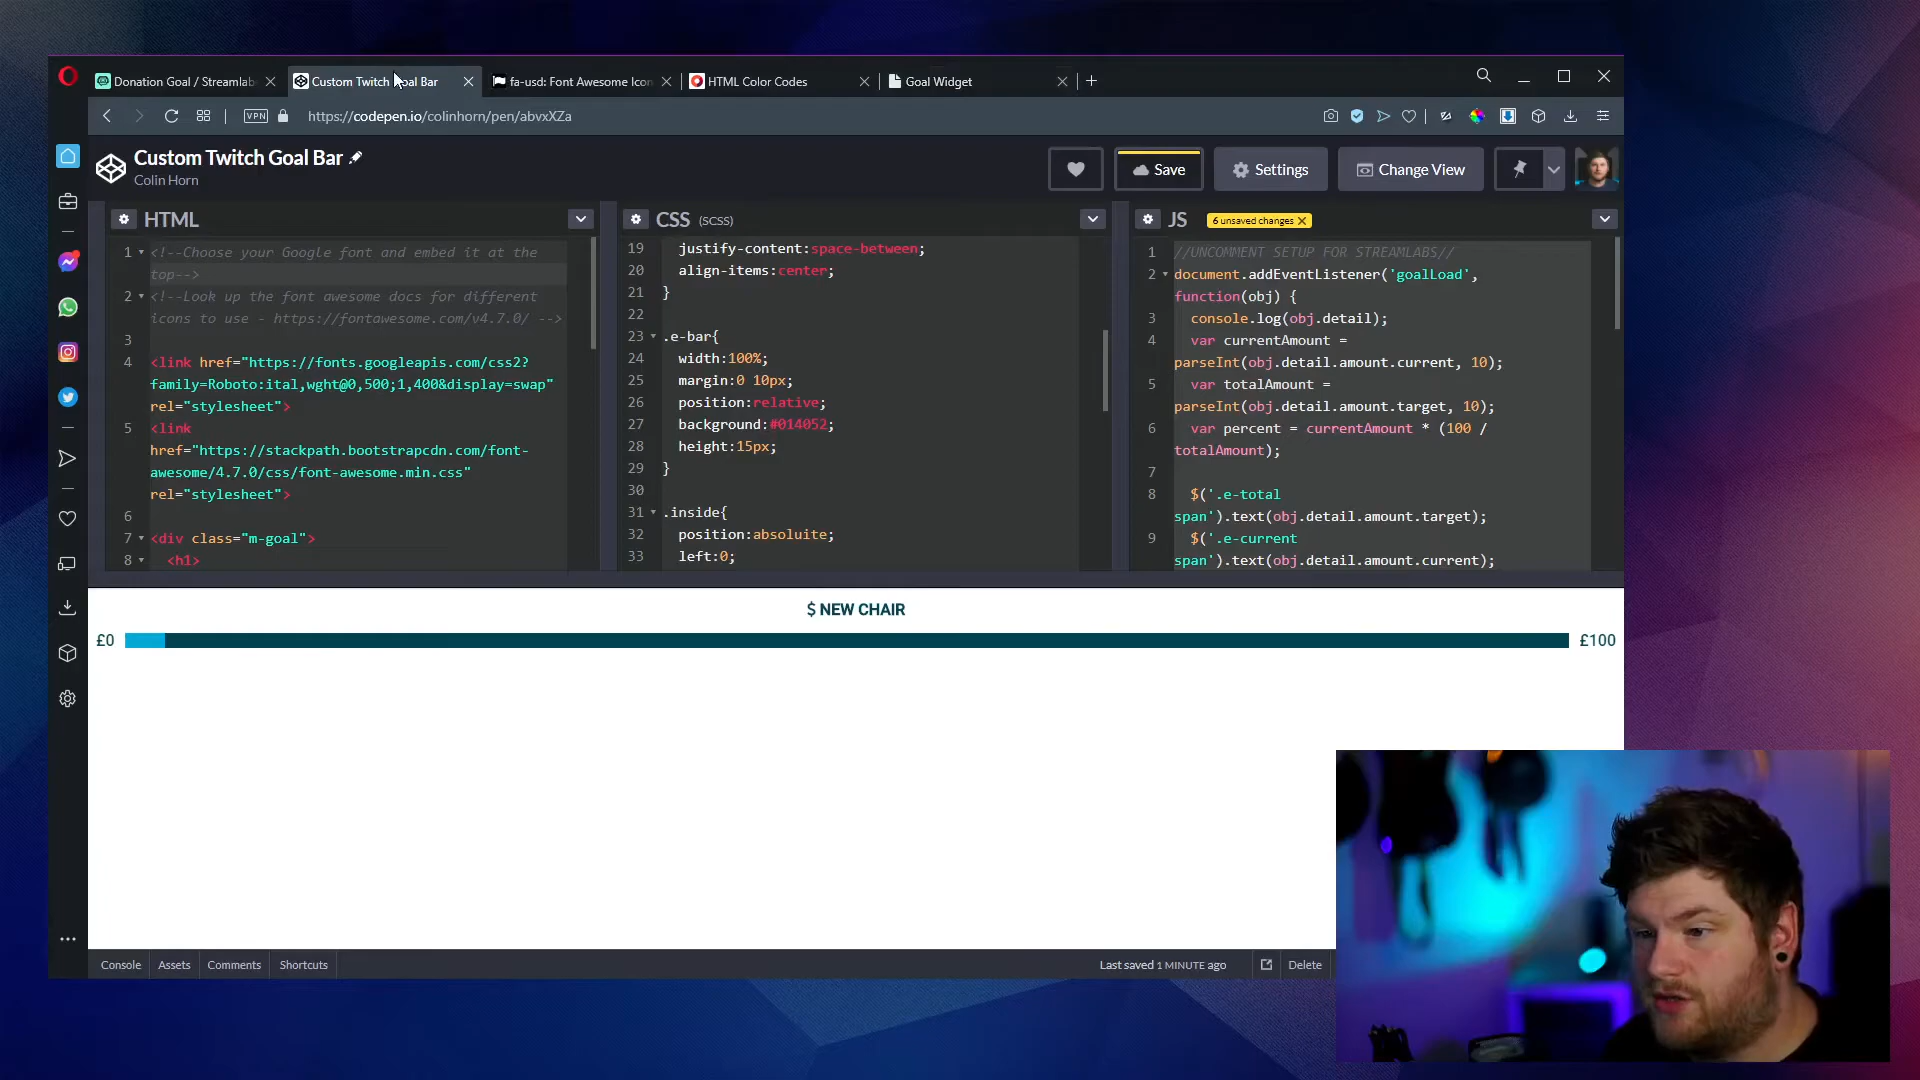 Donation Goal / Streamlab
Custom Twitch Goal Bar
fa-usd: Font Awesome Icon
HTML Color Codes
Goal Widget
VPN
https://codepen.io/colinhorn/pen/abvxXZa
Custom Twitch Goal Bar
Colin Horn
Save
Settings
Change View
HTML
1 <!--Choose your Google font and embed it at the
top-->
2 <!--Look up the font awesome docs for different
icons to use - https://fontawesome.com/v4.7.0/ -->
3
4 <link href="https://fonts.googleapis.com/css2?
family=Roboto:ital,wght@0,500;1,400&display=swap"
rel="stylesheet">
5 <link
href="https://stackpath.bootstrapcdn.com/font-
awesome/4.7.0/css/font-awesome.min.css"
rel="stylesheet">
6
7 <div class="m-goal">
8 <h1>
CSS (SCSS)
19 justify-content:space-between;
20 align-items:center;
21 }
22
23 .e-bar{
24 width:100%;
25 margin:0 10px;
26 position:relative;
27 background:#014052;
28 height:15px;
29 }
30
31 .inside{
32 position:absoluite;
33 left:0;
JS
6 unsaved changes X
1 //UNCOMMENT SETUP FOR STREAMLABS//
2 document.addEventListener('goalLoad',
function(obj) {
3 console.log(obj.detail);
4 var currentAmount =
parseInt(obj.detail.amount.current, 10);
5 var totalAmount =
parseInt(obj.detail.amount.target, 10);
6 var percent = currentAmount * (100 /
totalAmount);
7
8 $('.e-total
span').text(obj.detail.amount.target);
9 $('.e-current
span').text(obj.detail.amount.current);
$ NEW CHAIR
£0
£100
Console
Assets
Comments
Shortcuts
Last saved 1 MINUTE ago
Delete